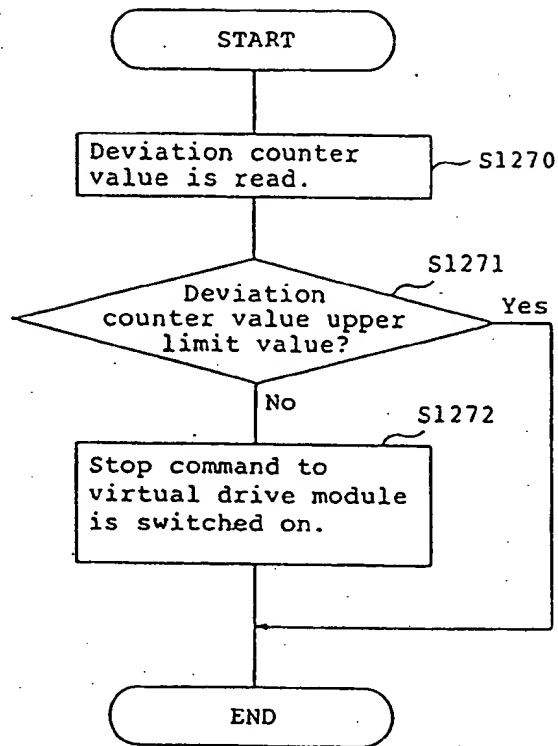 START
Deviation counter
value is read.
S1270
S1271
Deviation
counter value upper
limit value?
Yes
No
S1272
Stop command to
virtual drive module
is switched on.
END